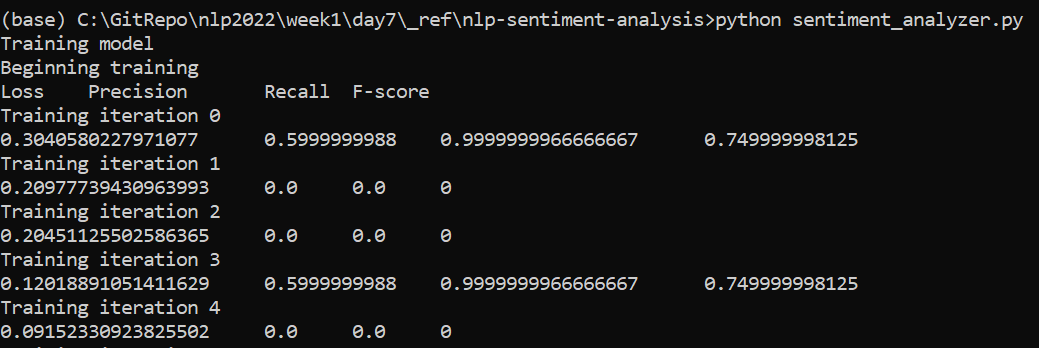 (base) C:\GitRepo\nlp2022\week1\day7\_ref\nlp-sentiment-analysis>python sentiment_analyzer.py
Training model
Beginning training
Loss    Precision       Recall  F-score
Training iteration 0
0.3040580227971077      0.5999999988    0.9999999966666667      0.749999998125
Training iteration 1
0.20977739430963993     0.0     0.0     0
Training iteration 2
0.20451125502586365     0.0     0.0     0
Training iteration 3
0.12018891051411629     0.5999999988    0.9999999966666667      0.749999998125
Training iteration 4
0.09152330923825502     0.0     0.0     0